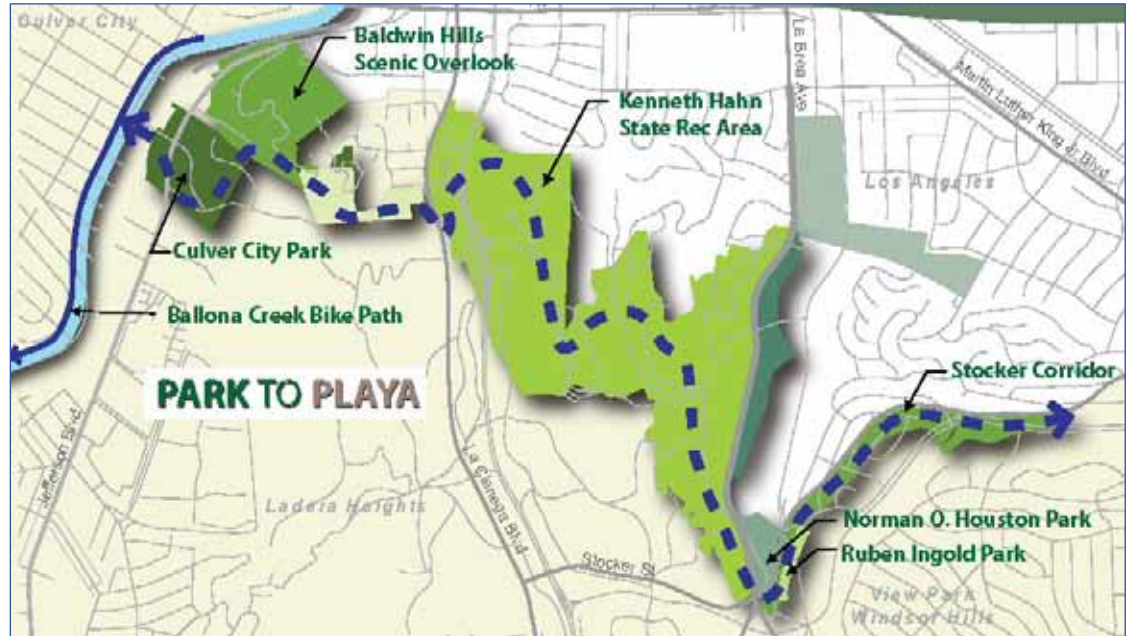 Culver City
Baldwin Hills
Scenic Overlook
Kenneth Hahn
State Rec Area
La Brea Ave
Martin Luther King Jr Blvd
Los Angeles
Culver City Park
Ballona Creek Bike Path
PARK TO PLAYA
Stocker Corridor
Jefferson Blvd
Ladera Heights
La Cienega Blvd
Norman O. Houston Park
Stocker St
Ruben Ingold Park
View Park
Windsor Hills